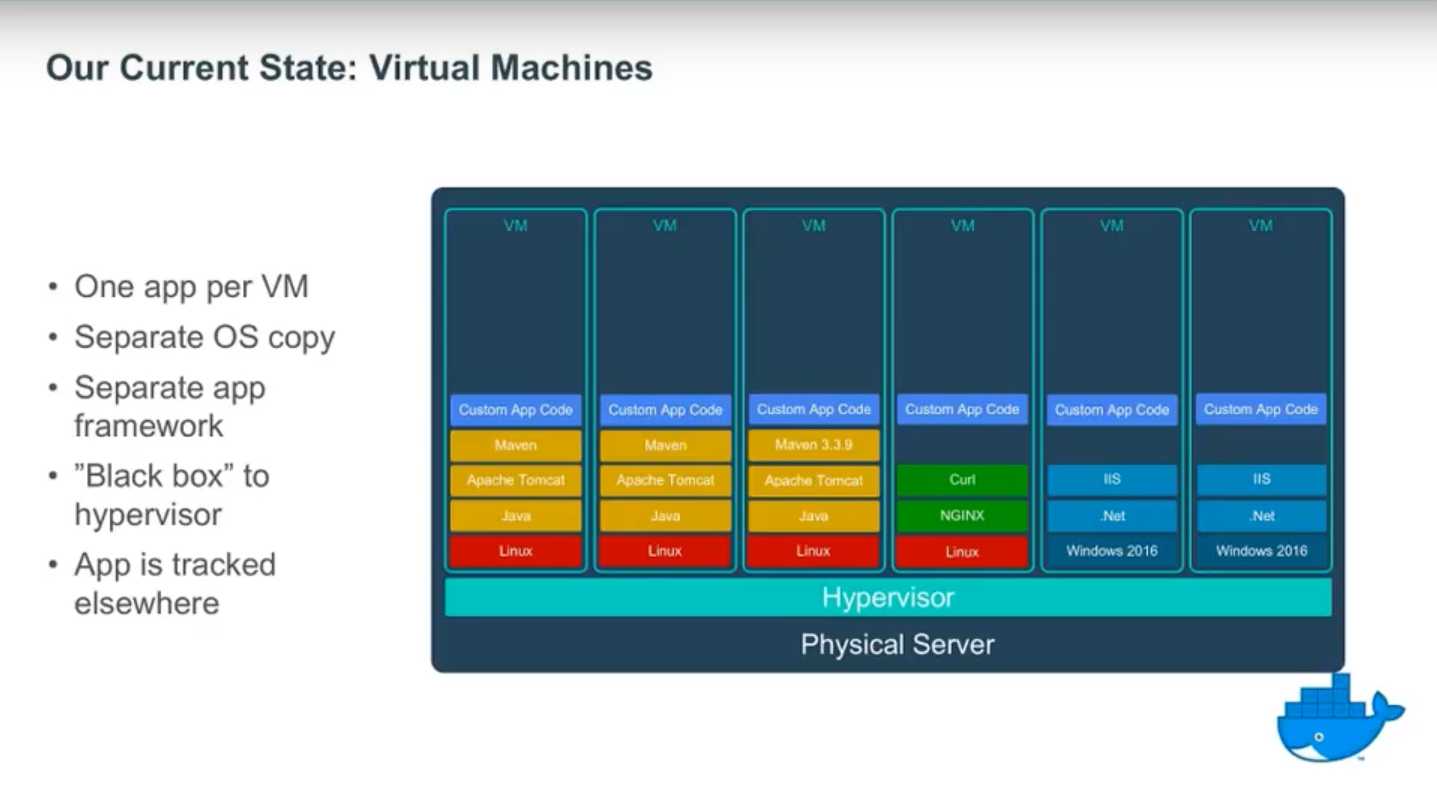 Our Current State: Virtual Machines
• One app per VM
• Separate OS copy
• Separate app
framework
• ”Black box” to
hypervisor
• App is tracked
elsewhere
VM VM VM VM VM VM
Custom App Code Custom App Code Custom App Code Custom App Code Custom App Code Custom App Code
Maven Maven Maven 3.3.9
Apache Tomcat Apache Tomcat Apache Tomcat Curl IIS IIS
Java Java Java NGINX .Net .Net
Linux Linux Linux Linux Windows 2016 Windows 2016
Hypervisor
Physical Server